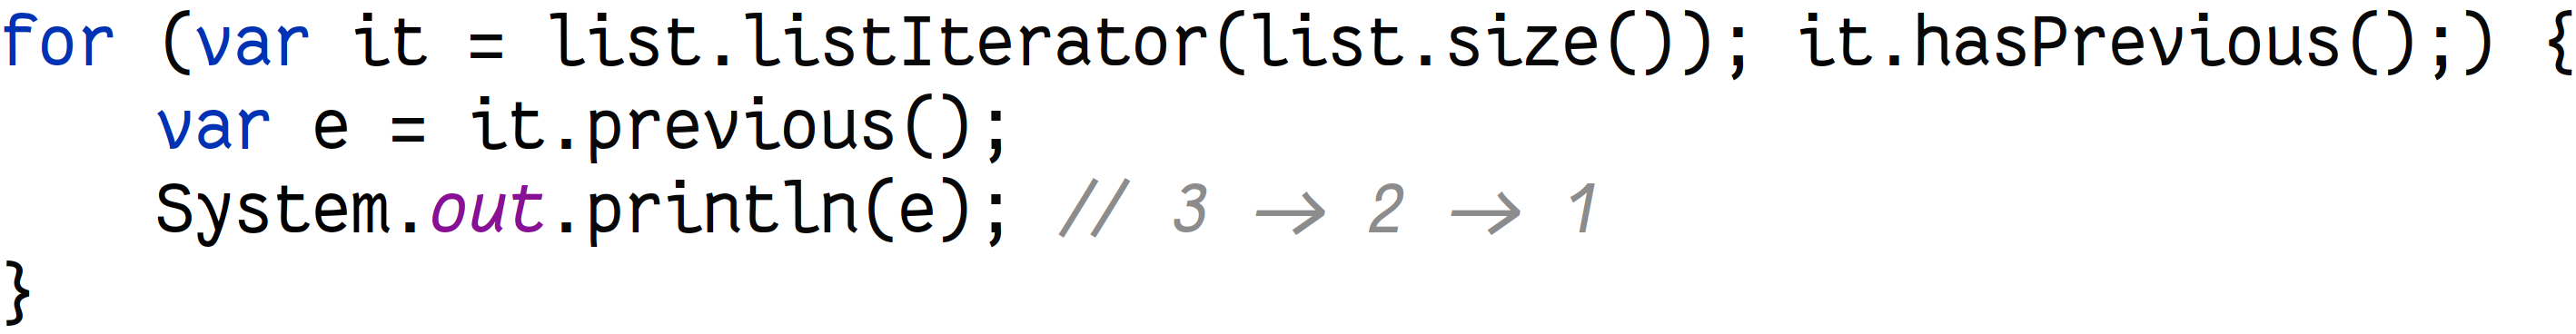 for (var it = list.listIterator(list.size()); it.hasPrevious();) {
    var e = it.previous();
    System.out.println(e); // 3 → 2 → 1
}